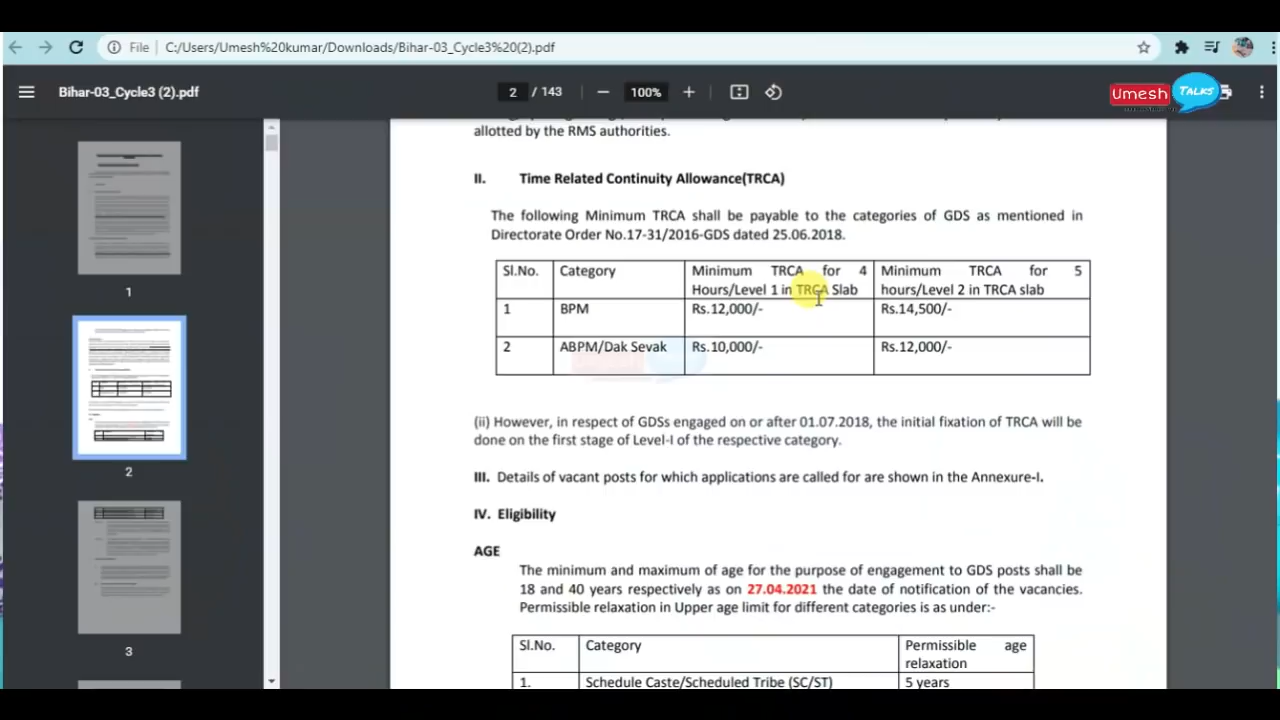 File | C:/Users/Umesh%20kumar/Downloads/Bihar-03_Cycle3%20(2).pdf
Bihar-03_Cycle3 (2).pdf
2 / 143
100%
Umesh TALKS
1
2
3
allotted by the RMS authorities.
II. Time Related Continuity Allowance(TRCA)
The following Minimum TRCA shall be payable to the categories of GDS as mentioned in
Directorate Order No.17-31/2016-GDS dated 25.06.2018.
Sl.No. Category Minimum TRCA for 4 Minimum TRCA for 5
Hours/Level 1 in TRCA Slab hours/Level 2 in TRCA slab
1 BPM Rs.12,000/- Rs.14,500/-
2 ABPM/Dak Sevak Rs.10,000/- Rs.12,000/-
(ii) However, in respect of GDSs engaged on or after 01.07.2018, the initial fixation of TRCA will be
done on the first stage of Level-I of the respective category.
III. Details of vacant posts for which applications are called for are shown in the Annexure-I.
IV. Eligibility
AGE
The minimum and maximum of age for the purpose of engagement to GDS posts shall be
18 and 40 years respectively as on 27.04.2021 the date of notification of the vacancies.
Permissible relaxation in Upper age limit for different categories is as under:-
Sl.No. Category Permissible age
relaxation
1. Schedule Caste/Scheduled Tribe (SC/ST) 5 years